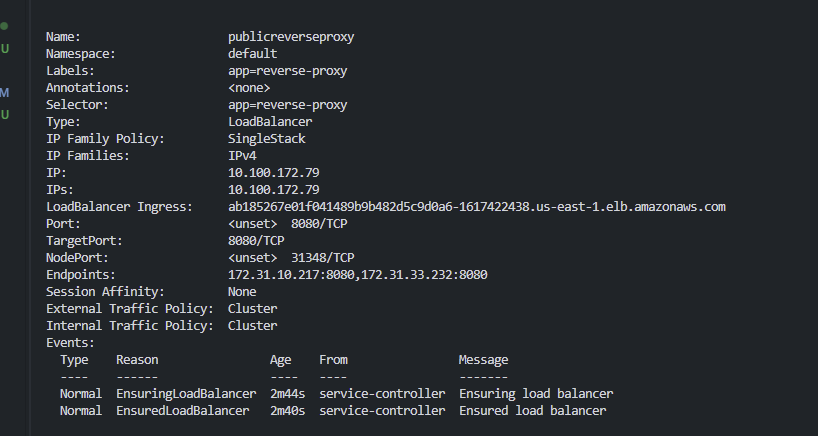 Name:                     publicreverseproxy
U
Namespace:                default
Labels:                   app=reverse-proxy
M
Annotations:              <none>
Selector:                 app=reverse-proxy
U
Type:                     LoadBalancer
IP Family Policy:         SingleStack
IP Families:              IPv4
IP:                       10.100.172.79
IPs:                      10.100.172.79
LoadBalancer Ingress:     ab185267e01f041489b9b482d5c9d0a6-1617422438.us-east-1.elb.amazonaws.com
Port:                     <unset>  8080/TCP
TargetPort:               8080/TCP
NodePort:                 <unset>  31348/TCP
Endpoints:                172.31.10.217:8080,172.31.33.232:8080
Session Affinity:         None
External Traffic Policy:  Cluster
Internal Traffic Policy:  Cluster
Events:
  Type    Reason                Age    From                Message
  ----    ------                ----   ----                -------
  Normal  EnsuringLoadBalancer  2m44s  service-controller  Ensuring load balancer
  Normal  EnsuredLoadBalancer   2m40s  service-controller  Ensured load balancer